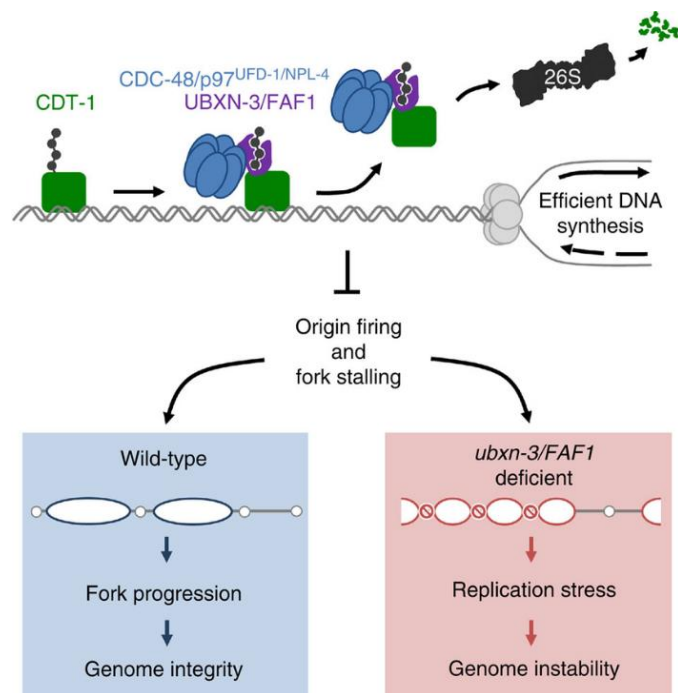 CDT-1
CDC-48/p97UFD-1/NPL-4
UBXN-3/FAF1
26S
Efficient DNA
synthesis
Origin firing
and
fork stalling
Wild-type
Fork progression
Genome integrity
ubxn-3/FAF1
deficient
Replication stress
Genome instability